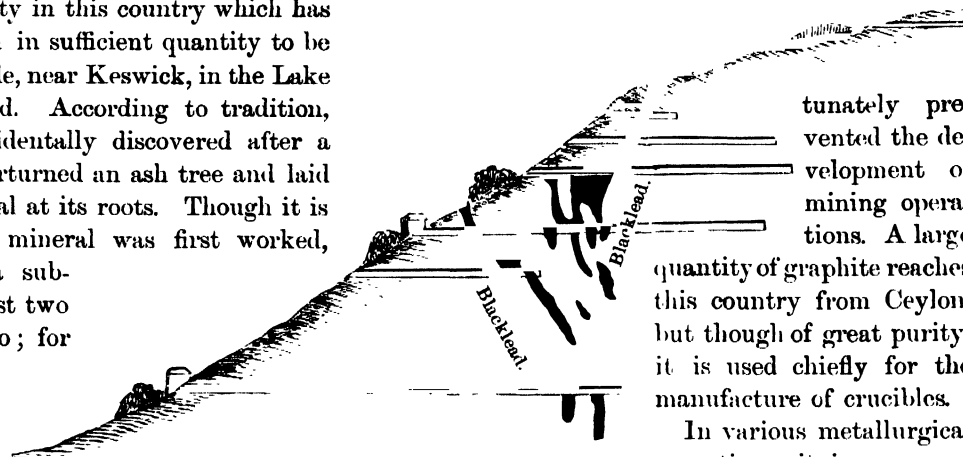 ty in this country which has
in sufficient quantity to be
le, near Keswick, in the Lake
d. According to tradition,
identally discovered after a
rturned an ash tree and laid
al at its roots. Though it is
mineral was first worked,
sub-
st two
o; for
Blacklead.
Blacklead.
tunately pre
vented the de
velopment o
mining opera
tions. A large
quantity of graphite reaches
this country from Ceylon
but though of great purity
it is used chiefly for the
manufacture of crucibles.
In various metallurgica